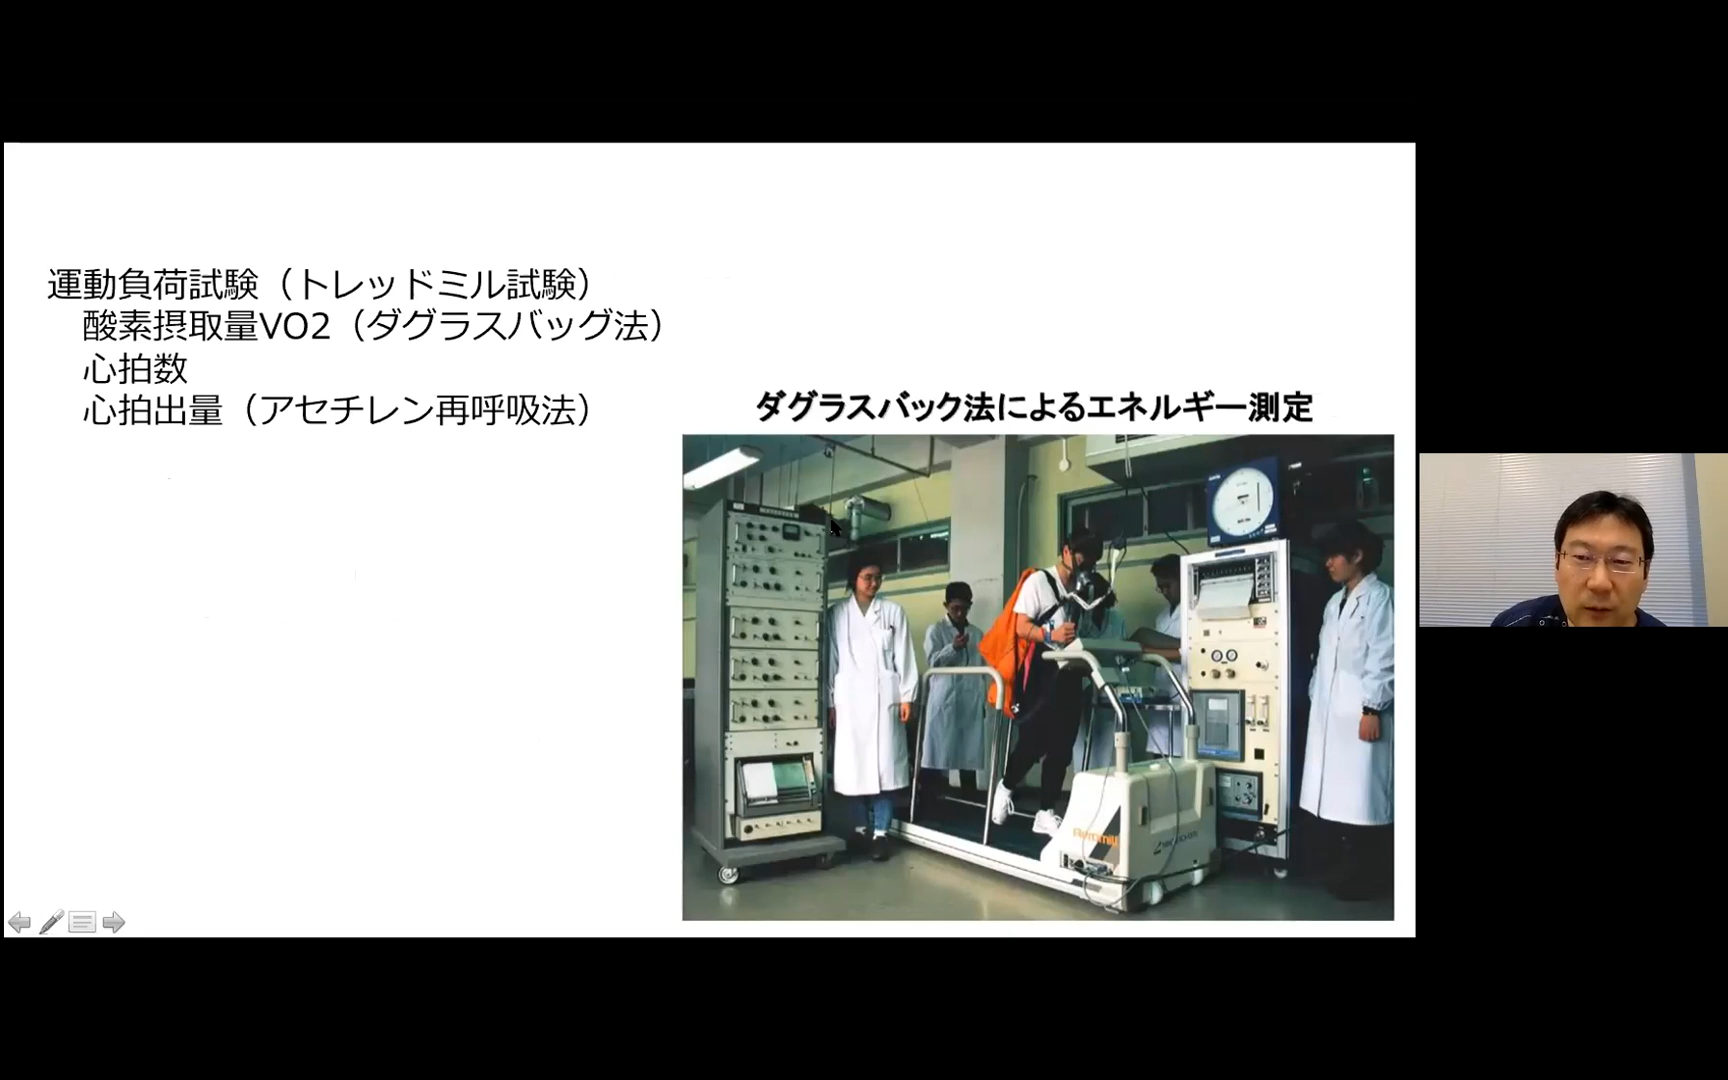 運動負荷試験（トレッドミル試験）
酸素摂取量VO2（ダグラスバッグ法）
心拍数
心拍出量（アセチレン再呼吸法）
ダグラスバック法によるエネルギー測定